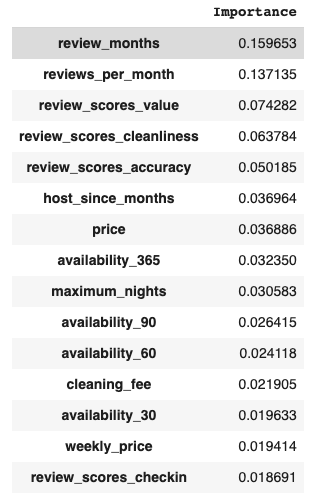 Importance
review_months 0.159653
reviews_per_month 0.137135
review_scores_value 0.074282
review_scores_cleanliness 0.063784
review_scores_accuracy 0.050185
host_since_months 0.036964
price 0.036886
availability_365 0.032350
maximum_nights 0.030583
availability_90 0.026415
availability_60 0.024118
cleaning_fee 0.021905
availability_30 0.019633
weekly_price 0.019414
review_scores_checkin 0.018691